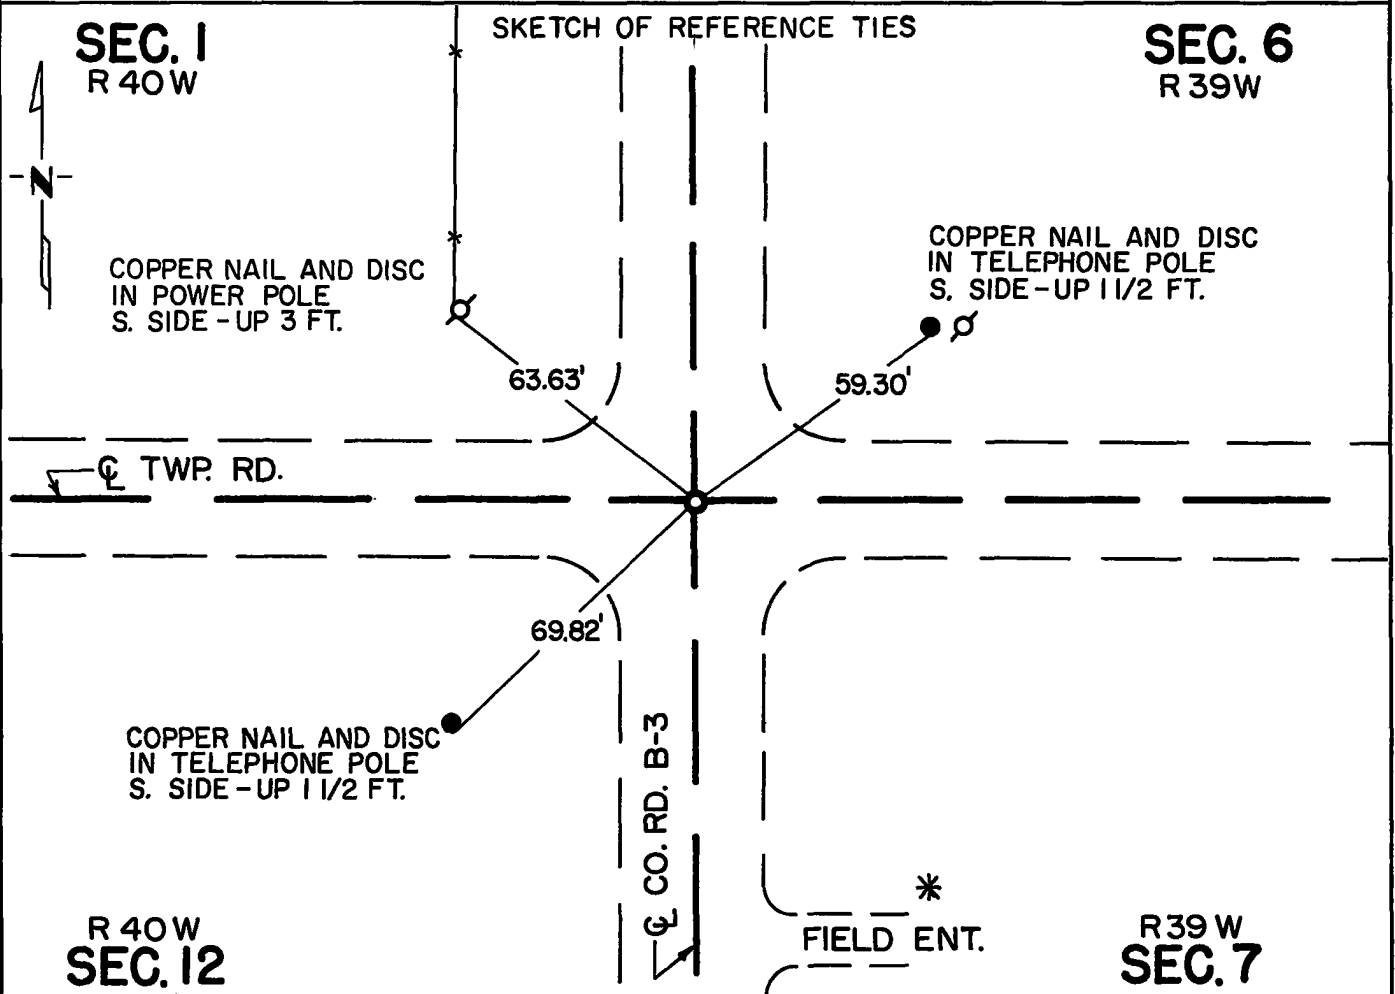 SKETCH OF REFERENCE TIES
SEC. 1
R 40 W
SEC. 6
R 39 W
N
COPPER NAIL AND DISC
IN POWER POLE
S. SIDE - UP 3 FT.
COPPER NAIL AND DISC
IN TELEPHONE POLE
S. SIDE - UP 1 1/2 FT.
63.63'
59.30'
℄ TWP. RD.
69.82'
COPPER NAIL AND DISC
IN TELEPHONE POLE
S. SIDE - UP 1 1/2 FT.
℄ CO. RD. B-3
FIELD ENT.
R 40 W
SEC. 12
R 39 W
SEC. 7